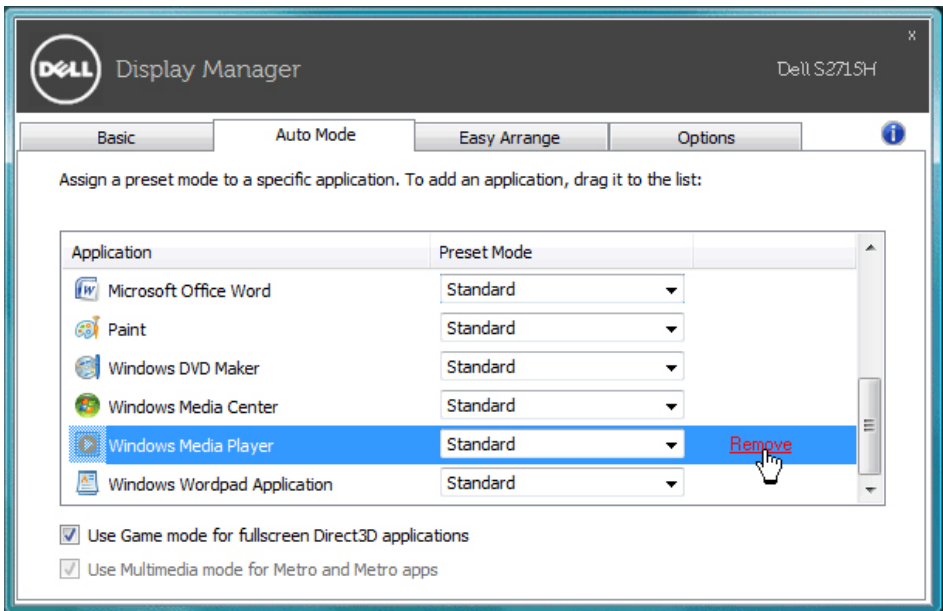 x
DELL Display Manager Dell S2715H
Basic Auto Mode Easy Arrange Options i
Assign a preset mode to a specific application. To add an application, drag it to the list:
Application Preset Mode
W Microsoft Office Word Standard
Paint Standard
Windows DVD Maker Standard
Windows Media Center Standard
Windows Media Player Standard Remove
Windows Wordpad Application Standard
Use Game mode for fullscreen Direct3D applications
Use Multimedia mode for Metro and Metro apps